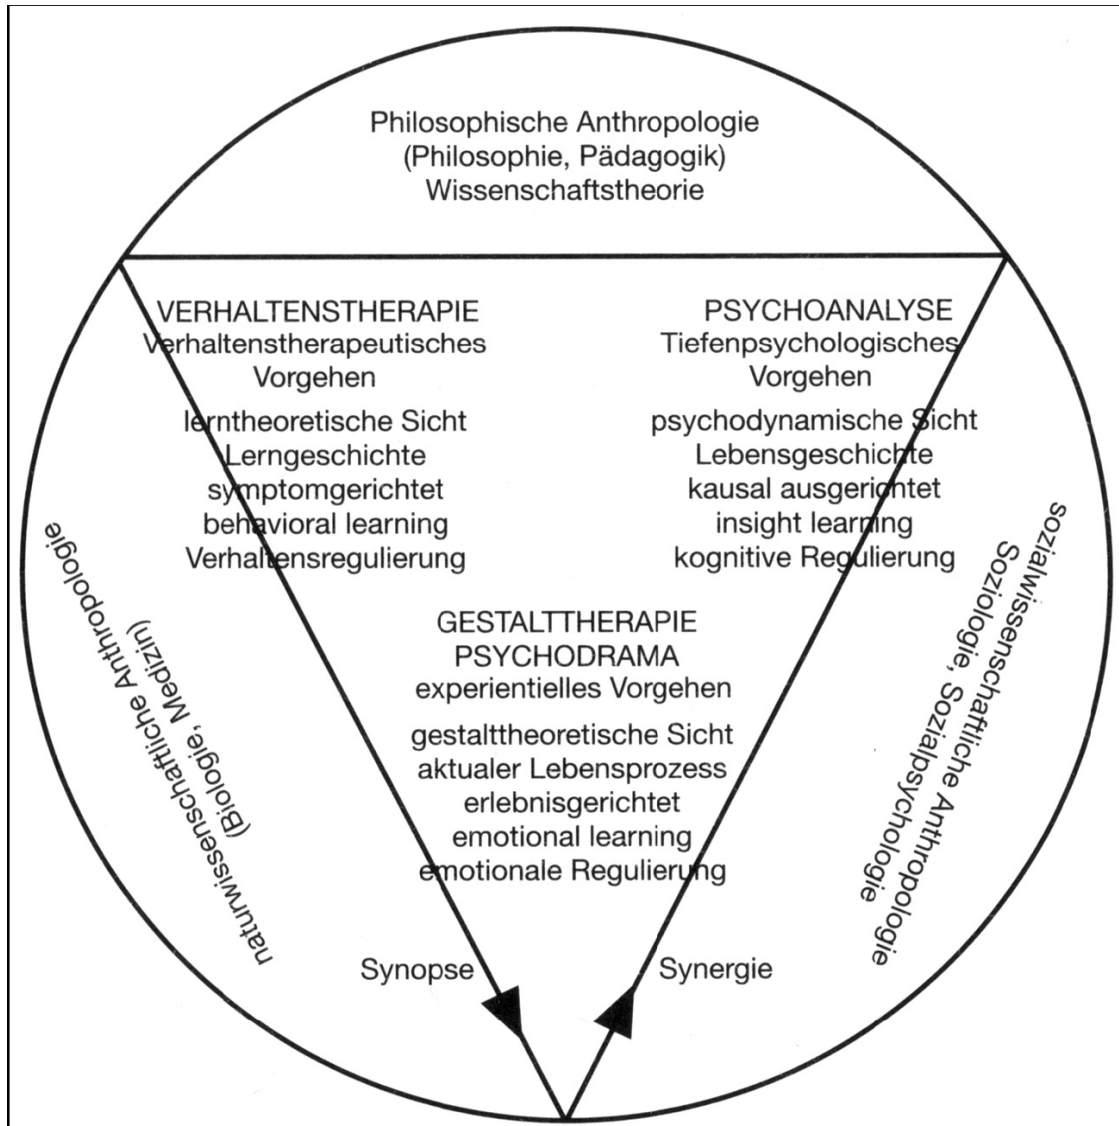 Philosophische Anthropologie
(Philosophie, Pädagogik)
Wissenschaftstheorie
VERHALTENSTHERAPIE
Verhaltenstherapeutisches
Vorgehen
lerntheoretische Sicht
Lerngeschichte
symptomgerichtet
behavioral learning
Verhaltensregulierung
PSYCHOANALYSE
Tiefenpsychologisches
Vorgehen
psychodynamische Sicht
Lebensgeschichte
kausal ausgerichtet
insight learning
kognitive Regulierung
GESTALTTHERAPIE
PSYCHODRAMA
experientielles Vorgehen
gestalttheoretische Sicht
aktualer Lebensprozess
erlebnisgerichtet
emotional learning
emotionale Regulierung
naturwissenschaftliche Anthropologie
(Biologie, Medizin)
sozialwissenschaftliche Anthropologie
Soziologie, Sozialpsychologie
Synopse
Synergie